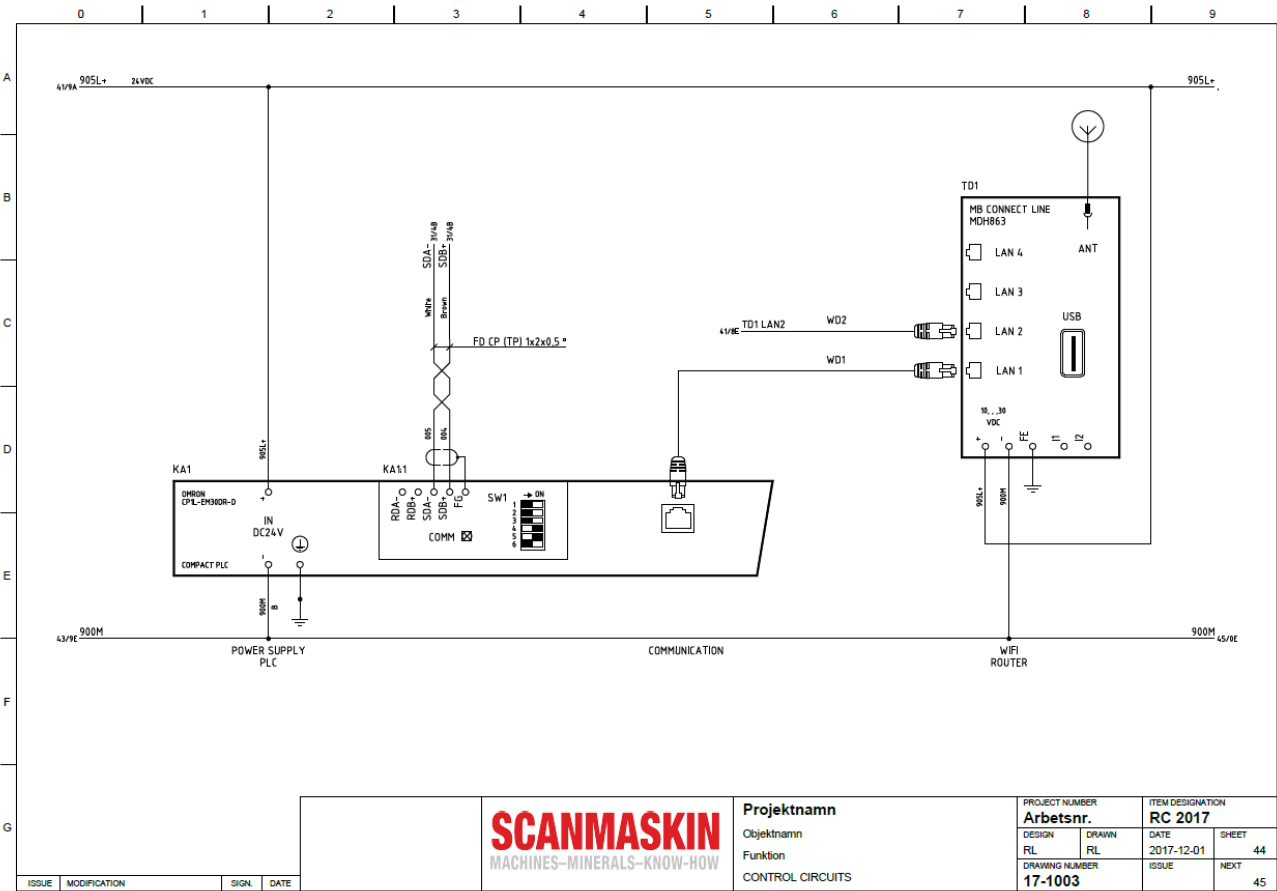 0 1 2 3 4 5 6 7 8 9
A
B
C
D
E
F
G
41/9A 905L+ 24VDC
905L+
TD1
MB CONNECT LINE
MDH863
ANT
LAN 4
LAN 3
USB
LAN 2
LAN 1
10...30
VDC
+ - FE I1 I2
905L+ 900M
SDA- 31/4B
SDB+ 31/4B
White
Brown
FD CP (TP) 1x2x0,5 °
41/8E TD1 LAN2 WD2
WD1
005 004
905L+
KA1
KA1:1
OMRON
CP1L-EM30DR-D
+
IN
DC24V
-
COMPACT PLC
RDA- RDB+ SDA- SDB+ FG
COMM
SW1
→ ON
1
2
3
4
5
6
900M B
43/9E 900M
900M 45/0E
POWER SUPPLY
PLC
COMMUNICATION
WIFI
ROUTER
SCANMASKIN
MACHINES–MINERALS–KNOW-HOW
Projektnamn
Objektnamn
Funktion
CONTROL CIRCUITS
PROJECT NUMBER
Arbetsnr.
ITEM DESIGNATION
RC 2017
DESIGN DRAWN DATE SHEET
RL RL 2017-12-01 44
DRAWING NUMBER ISSUE NEXT
17-1003 45
ISSUE MODIFICATION SIGN. DATE